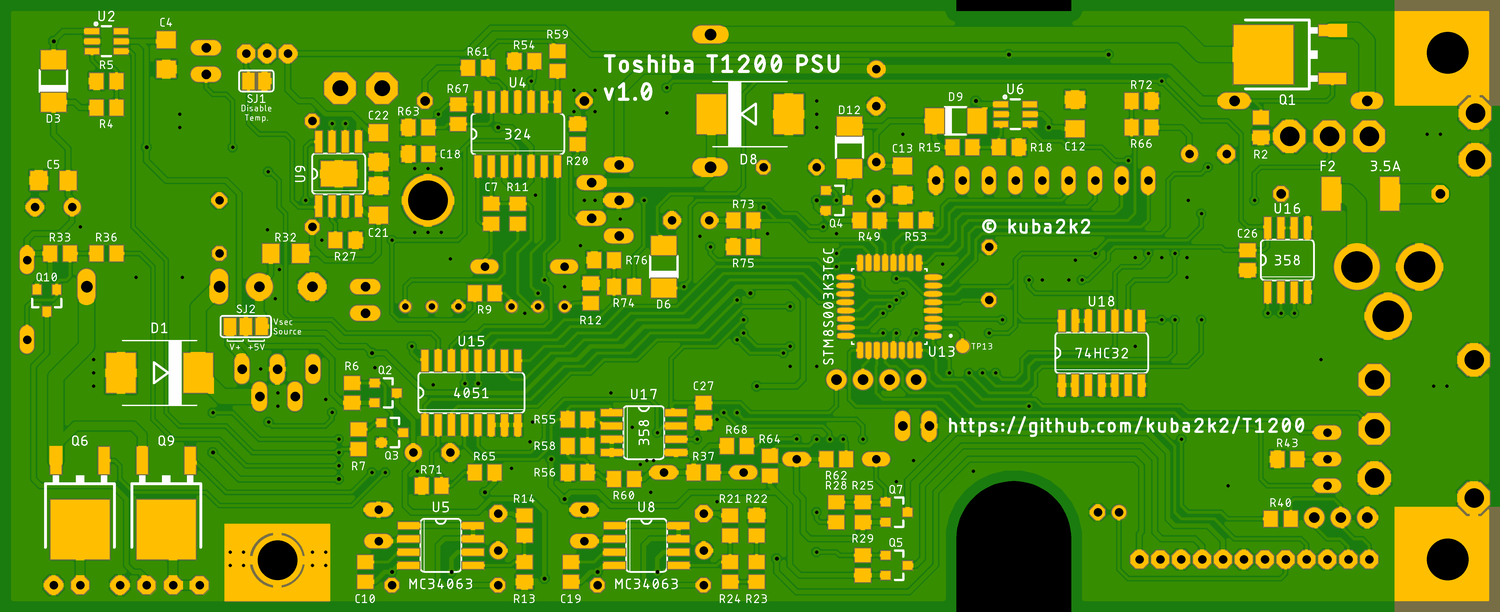 U2
C4
R5
R4
D3
SJ1
Disable
Temp.
R61
R54
R59
U4
R67
R63
324
R20
C22
C18
U9
C21
R27
C7 R11
Toshiba T1200 PSU
v1.0
D8
D12
D9
U6
R15
R18
C12
R72
R66
C13
Q4
R49
R53
Q1
R2
F2
3.5A
U16
C26
358
© kuba2k2
C5
R33
R36
Q10
R32
SJ2
Vsec
Source
V+ +5V
D1
R9
R12
R76
R74
D6
R73
R75
STM8S003K3T6C
U13
TP13
U18
74HC32
U15
4051
R6
Q2
Q3
R7
R71
R65
R55
R58
R56
U17
358
C27
R60
R37
R68
R64
R62
R28 R25
Q7
R29
Q5
https://github.com/kuba2k2/T1200
R43
R40
Q6
Q9
U5
MC34063
C10
R14
R13
U8
MC34063
C19
R21 R22
R24 R23